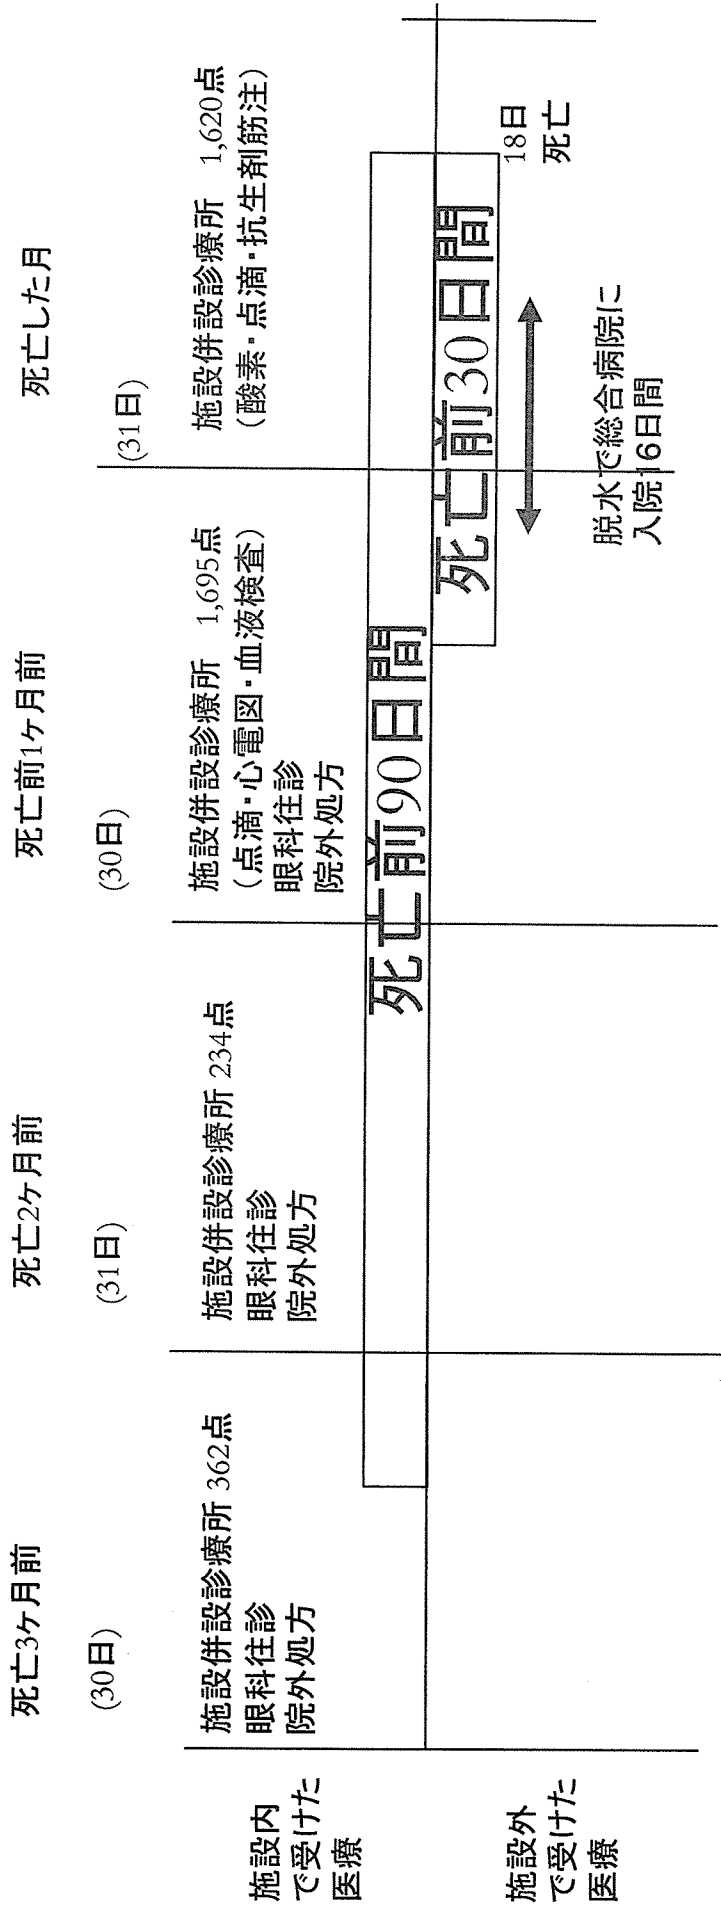 死亡3ヶ月前
(30日)
死亡2ヶ月前
(31日)
死亡前1ヶ月前
(30日)
死亡した月
(31日)
施設内
で受けた
医療
施設併設診療所 362点
眼科往診
院外処方
施設併設診療所 234点
眼科往診
院外処方
施設併設診療所 1,695点
(点滴・心電図・血液検査)
眼科往診
院外処方
施設併設診療所 1,620点
(酸素・点滴・抗生剤筋注)
死亡前90日間
死亡前30日間
施設外
で受けた
医療
脱水で総合病院に
入院16日間
18日
死亡